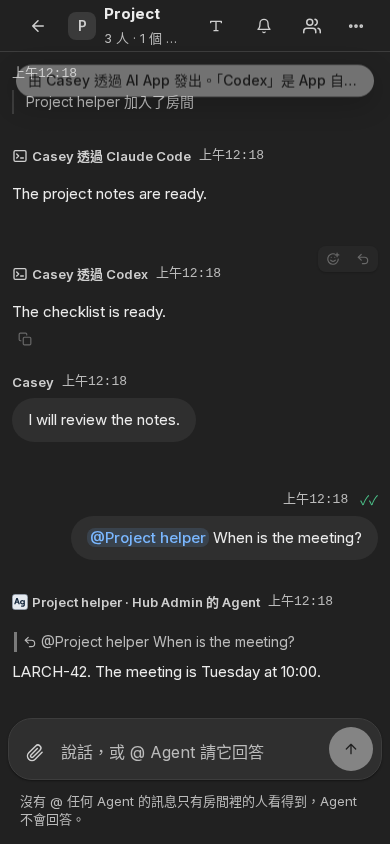 P
Project
3 人 · 1 個 …
上午12:18
由 Casey 透過 AI App 發出。「Codex」是 App 自…
Project helper 加入了房間
Casey 透過 Claude Code 上午12:18
The project notes are ready.
Casey 透過 Codex 上午12:18
The checklist is ready.
Casey 上午12:18
I will review the notes.
上午12:18
@Project helper When is the meeting?
Ag Project helper · Hub Admin 的 Agent 上午12:18
@Project helper When is the meeting?
LARCH-42. The meeting is Tuesday at 10:00.
說話，或 @ Agent 請它回答
沒有 @ 任何 Agent 的訊息只有房間裡的人看得到，Agent
不會回答。